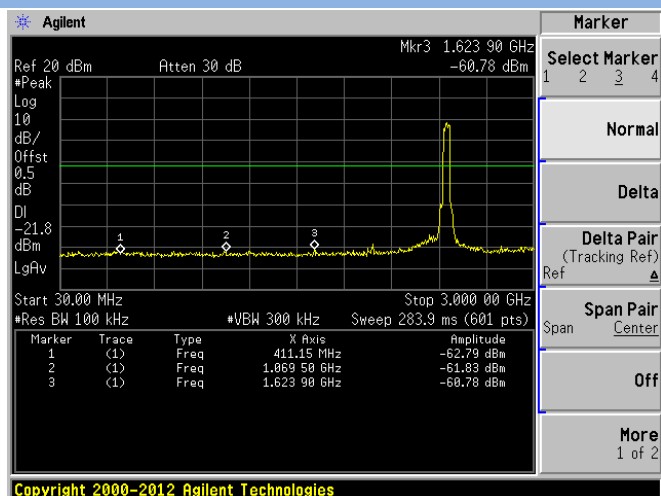 Agilent
Marker
Mkr3 1.623 90 GHz
Ref 20 dBm Atten 30 dB -60.78 dBm
#Peak
Log
10
dB/
Offst
0.5
dB
DI
-21.8
dBm
LgAv
1 2 3
Start 30.00 MHz Stop 3.000 00 GHz
#Res BW 100 kHz #VBW 300 kHz Sweep 283.9 ms (601 pts)
Marker Trace Type X Axis Amplitude
1 (1) Freq 411.15 MHz -62.79 dBm
2 (1) Freq 1.069 50 GHz -61.83 dBm
3 (1) Freq 1.623 90 GHz -60.78 dBm
Select Marker
1 2 3 4
Normal
Delta
Delta Pair
(Tracking Ref)
Ref Δ
Span Pair
Span Center
Off
More
1 of 2
Copyright 2000-2012 Agilent Technologies